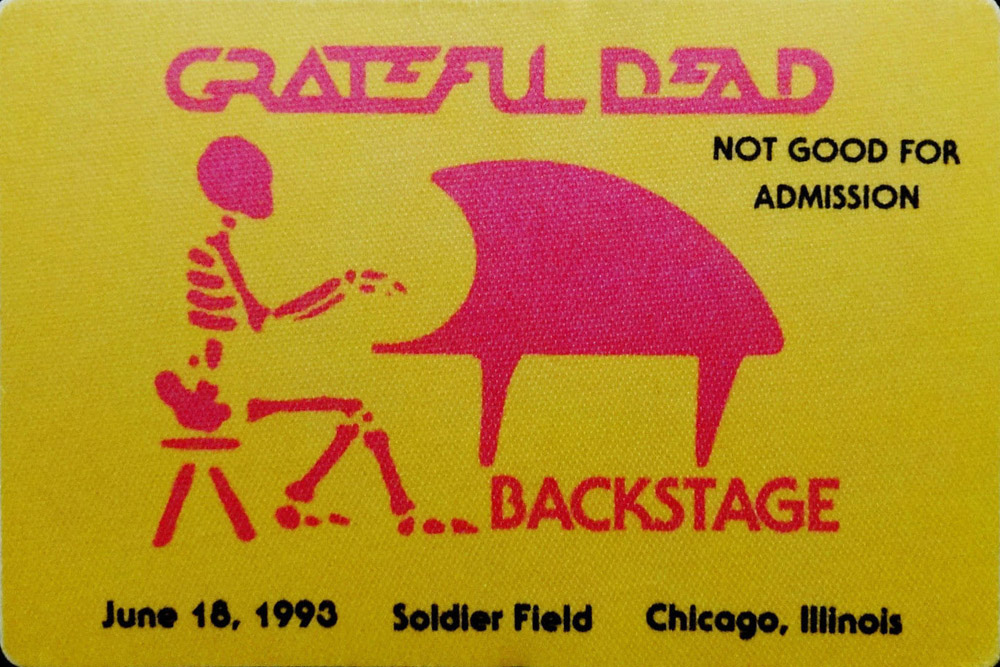 GRATEFUL DEAD
NOT GOOD FOR
ADMISSION
BACKSTAGE
June 18, 1993 Soldier Field Chicago, Illinois